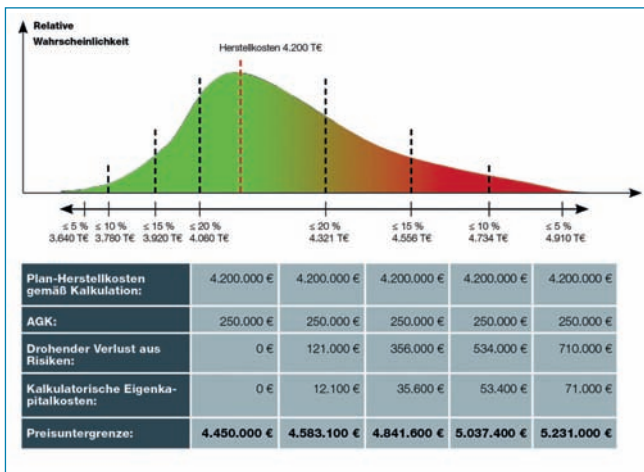 Relative
Wahrscheinlichkeit
Herstellkosten 4.200 T€
≤ 5 % ≤ 10 % ≤ 15 % ≤ 20 % ≤ 20 % ≤ 15 % ≤ 10 % ≤ 5 %
3.640 T€ 3.780 T€ 3.920 T€ 4.060 T€ 4.321 T€ 4.556 T€ 4.734 T€ 4.910 T€
Plan-Herstellkosten 4.200.000 € 4.200.000 € 4.200.000 € 4.200.000 € 4.200.000 €
gemäß Kalkulation:
AGK: 250.000 € 250.000 € 250.000 € 250.000 € 250.000 €
Drohender Verlust aus 0 € 121.000 € 356.000 € 534.000 € 710.000 €
Risiken:
Kalkulatorische Eigenka- 0 € 12.100 € 35.600 € 53.400 € 71.000 €
pitalkosten:
Preisuntergrenze: 4.450.000 € 4.583.100 € 4.841.600 € 5.037.400 € 5.231.000 €